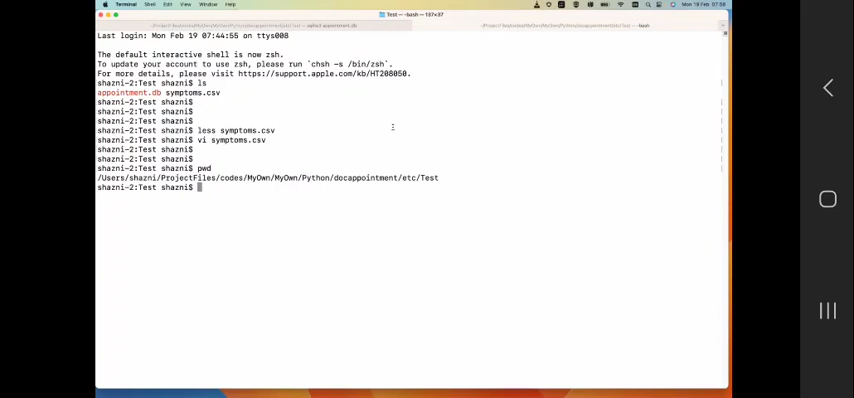 Terminal Shell Edit View Window Help
Mon 19 Feb 07:58
Test — -bash — 137×37
Last login: Mon Feb 19 07:44:55 on ttys008
The default interactive shell is now zsh.
To update your account to use zsh, please run `chsh -s /bin/zsh`.
For more details, please visit https://support.apple.com/kb/HT208050.
shazni-2:Test shazni$ ls
appointment.db symptoms.csv
shazni-2:Test shazni$
shazni-2:Test shazni$
shazni-2:Test shazni$
shazni-2:Test shazni$ less symptoms.csv
shazni-2:Test shazni$ vi symptoms.csv
shazni-2:Test shazni$
shazni-2:Test shazni$
shazni-2:Test shazni$ pwd
/Users/shazni/ProjectFiles/codes/MyOwn/MyOwn/Python/docappointment/etc/Test
shazni-2:Test shazni$